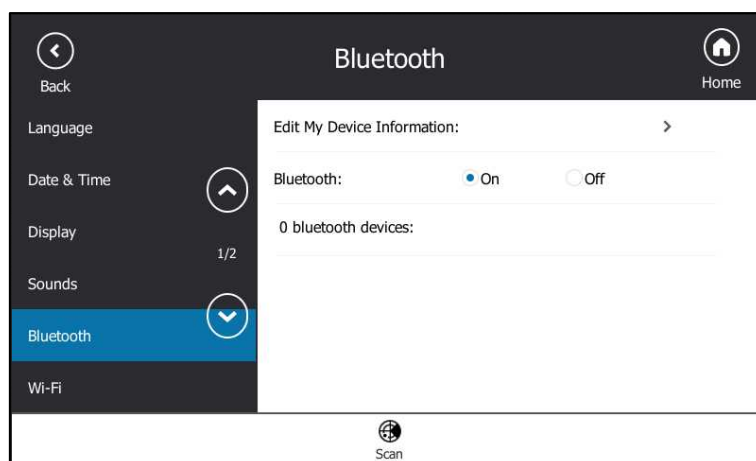 Bluetooth
Back
Home
Language
Date & Time
Display
Sounds
Bluetooth
Wi-Fi
1/2
Edit My Device Information:
Bluetooth: On Off
0 bluetooth devices:
Scan